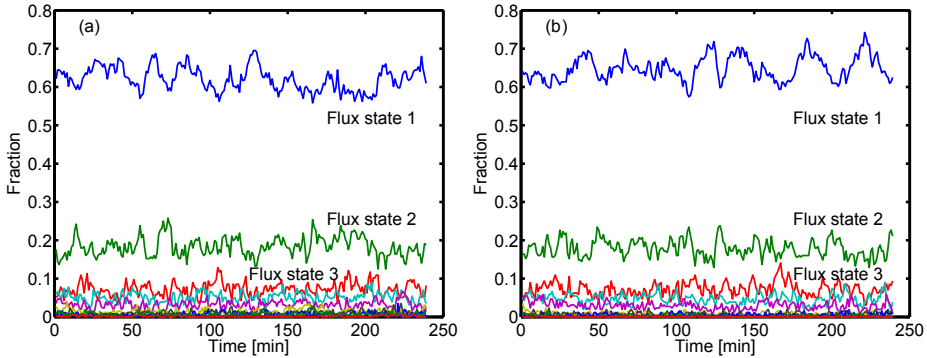 (a)
0.8
0.7
0.6
0.5
0.4
0.3
0.2
0.1
0
Fraction
Flux state 1
Flux state 2
Flux state 3
0 50 100 150 200 250
Time [min]
(b)
0.8
0.7
0.6
0.5
0.4
0.3
0.2
0.1
0
Fraction
Flux state 1
Flux state 2
Flux state 3
0 50 100 150 200 250
Time [min]